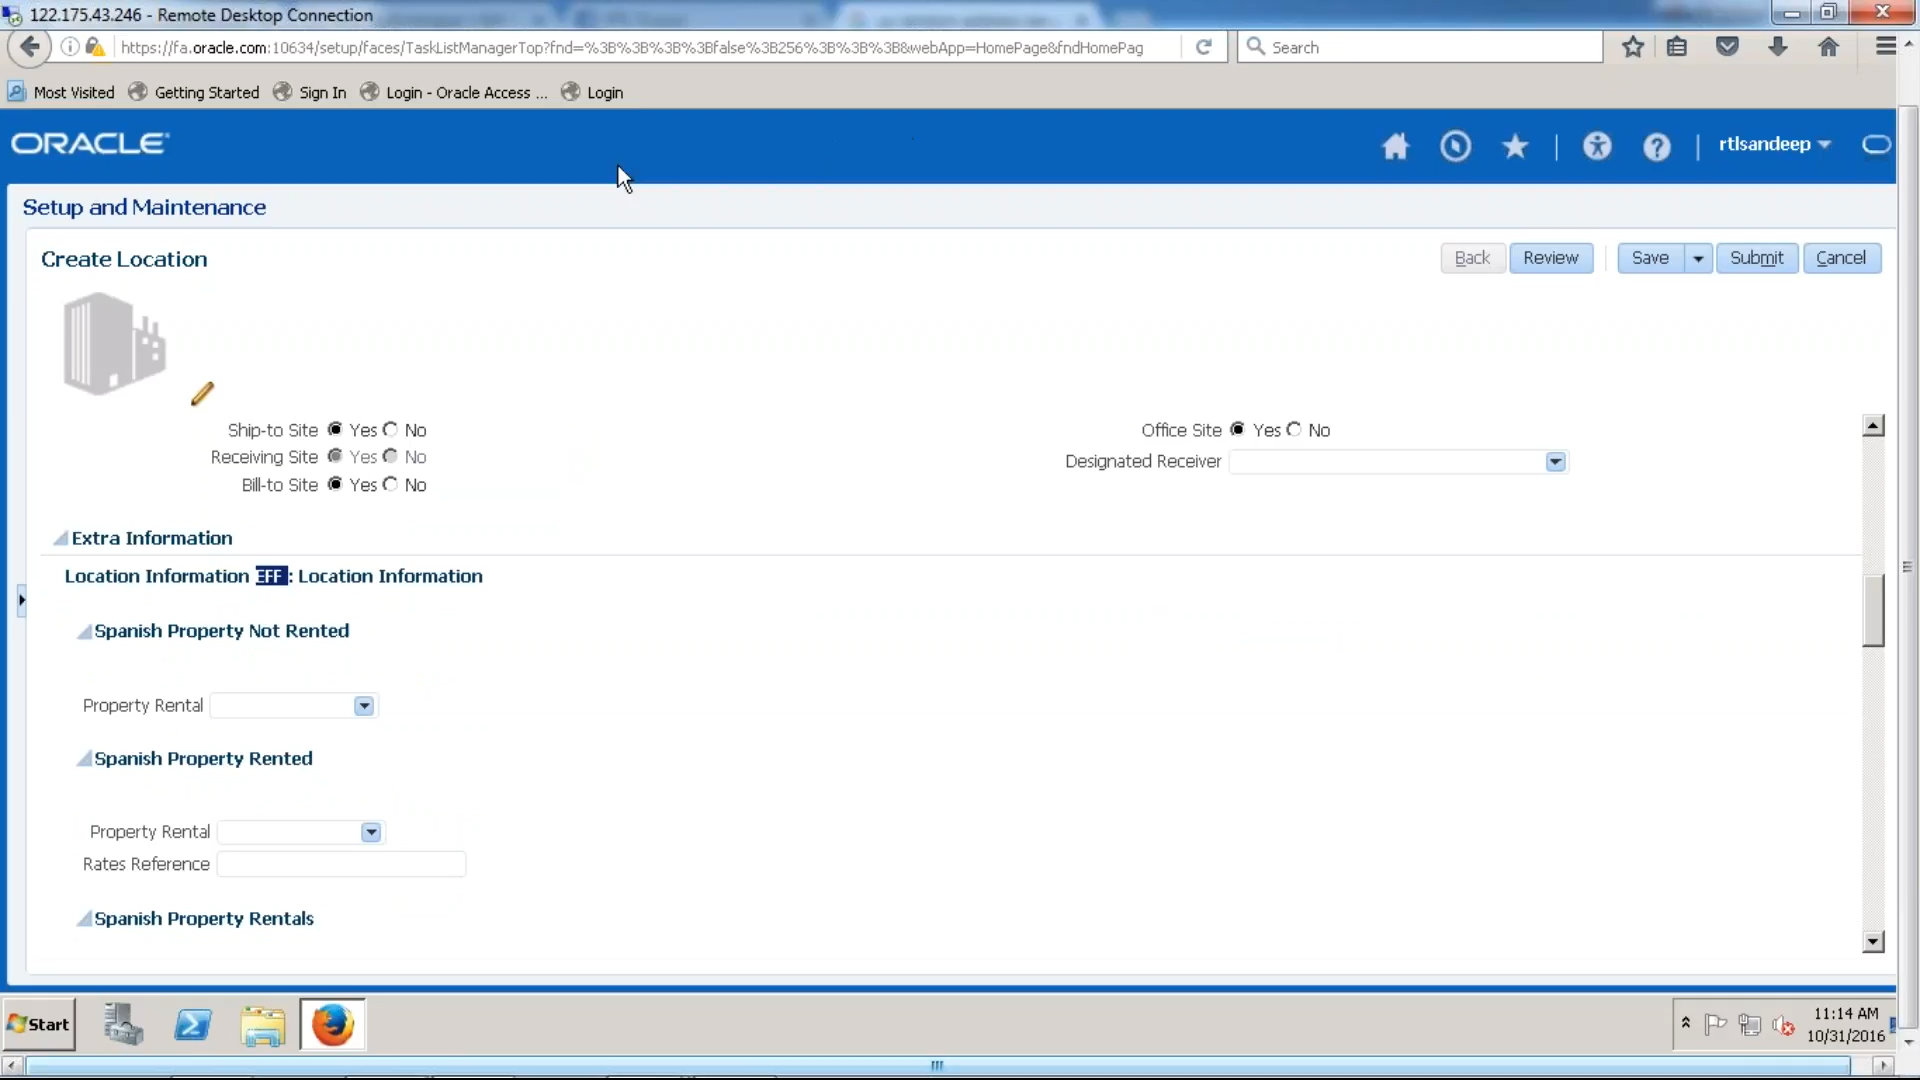 122.175.43.246 - Remote Desktop Connection
https://fa.oracle.com:10634/setup/faces/TaskListManagerTop?fnd=%3B%3B%3B%3Bfalse%3B256%3B%3B%3B&webApp=HomePage&fndHomePag
Search
Most Visited Getting Started Sign In Login - Oracle Access ... Login
ORACLE
rtlsandeep
Setup and Maintenance
Create Location
Back Review Save Submit Cancel
Ship-to Site Yes No
Office Site Yes No
Receiving Site Yes No
Designated Receiver
Bill-to Site Yes No
Extra Information
Location Information EFF: Location Information
Spanish Property Not Rented
Property Rental
Spanish Property Rented
Property Rental
Rates Reference
Spanish Property Rentals
Start
11:14 AM
10/31/2016